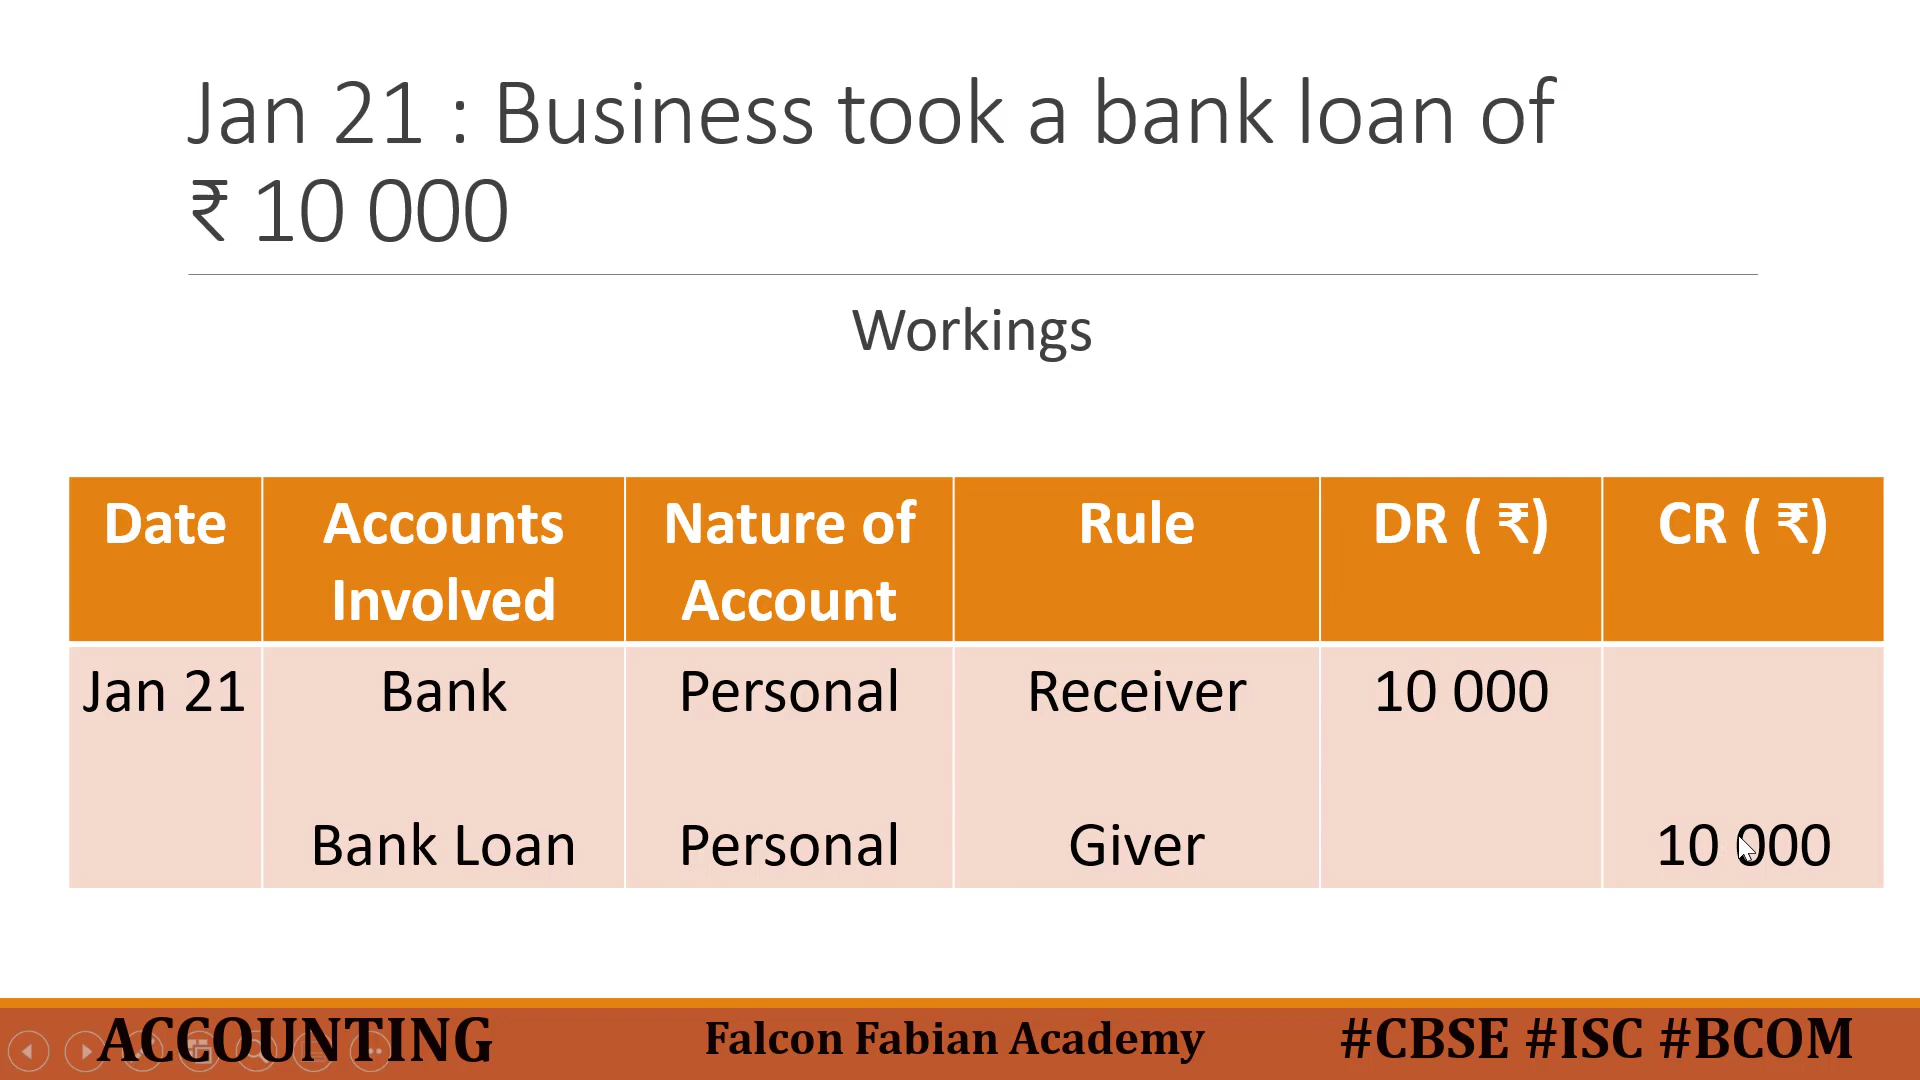 Jan 21 : Business took a bank loan of
₹ 10 000
Workings
Date Accounts Nature of Rule DR ( ₹) CR ( ₹)
Involved Account
Jan 21 Bank Personal Receiver 10 000
Bank Loan Personal Giver 10 000
ACCOUNTING Falcon Fabian Academy #CBSE #ISC #BCOM